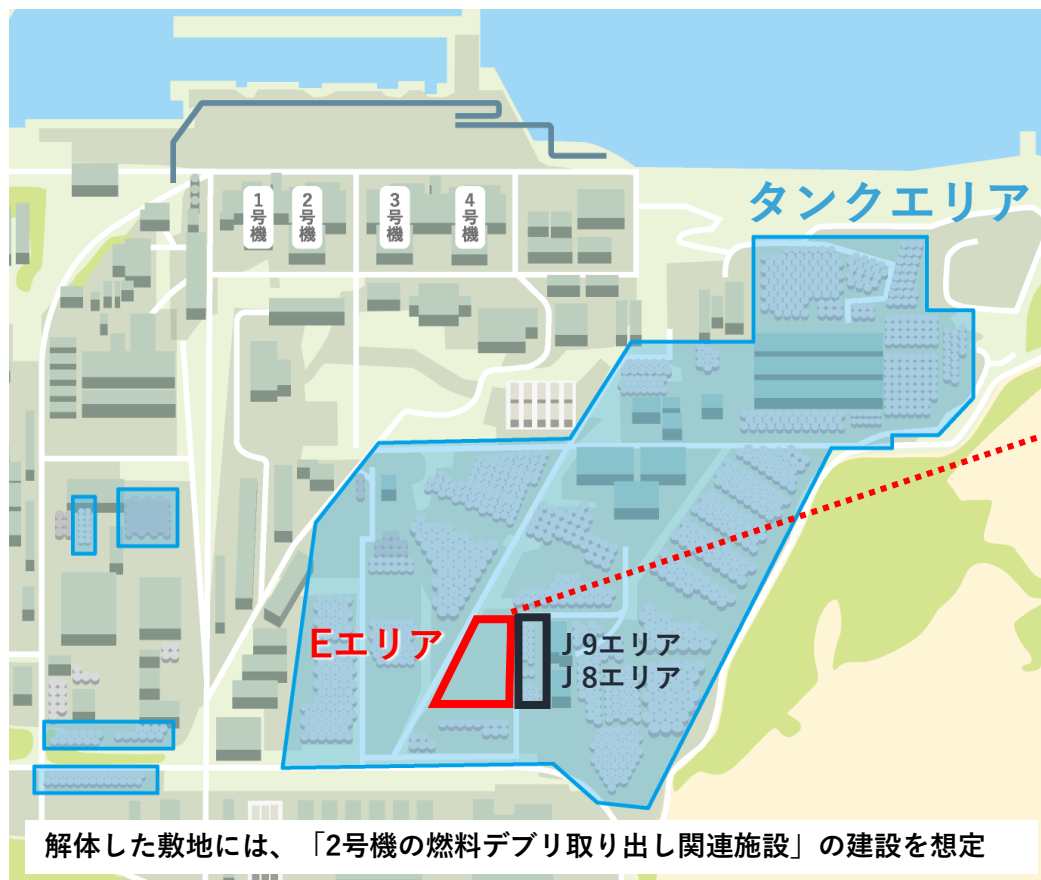 1号機
2号機
3号機
4号機
タンクエリア
Eエリア
J9エリア
J8エリア
解体した敷地には、「2号機の燃料デブリ取り出し関連施設」の建設を想定